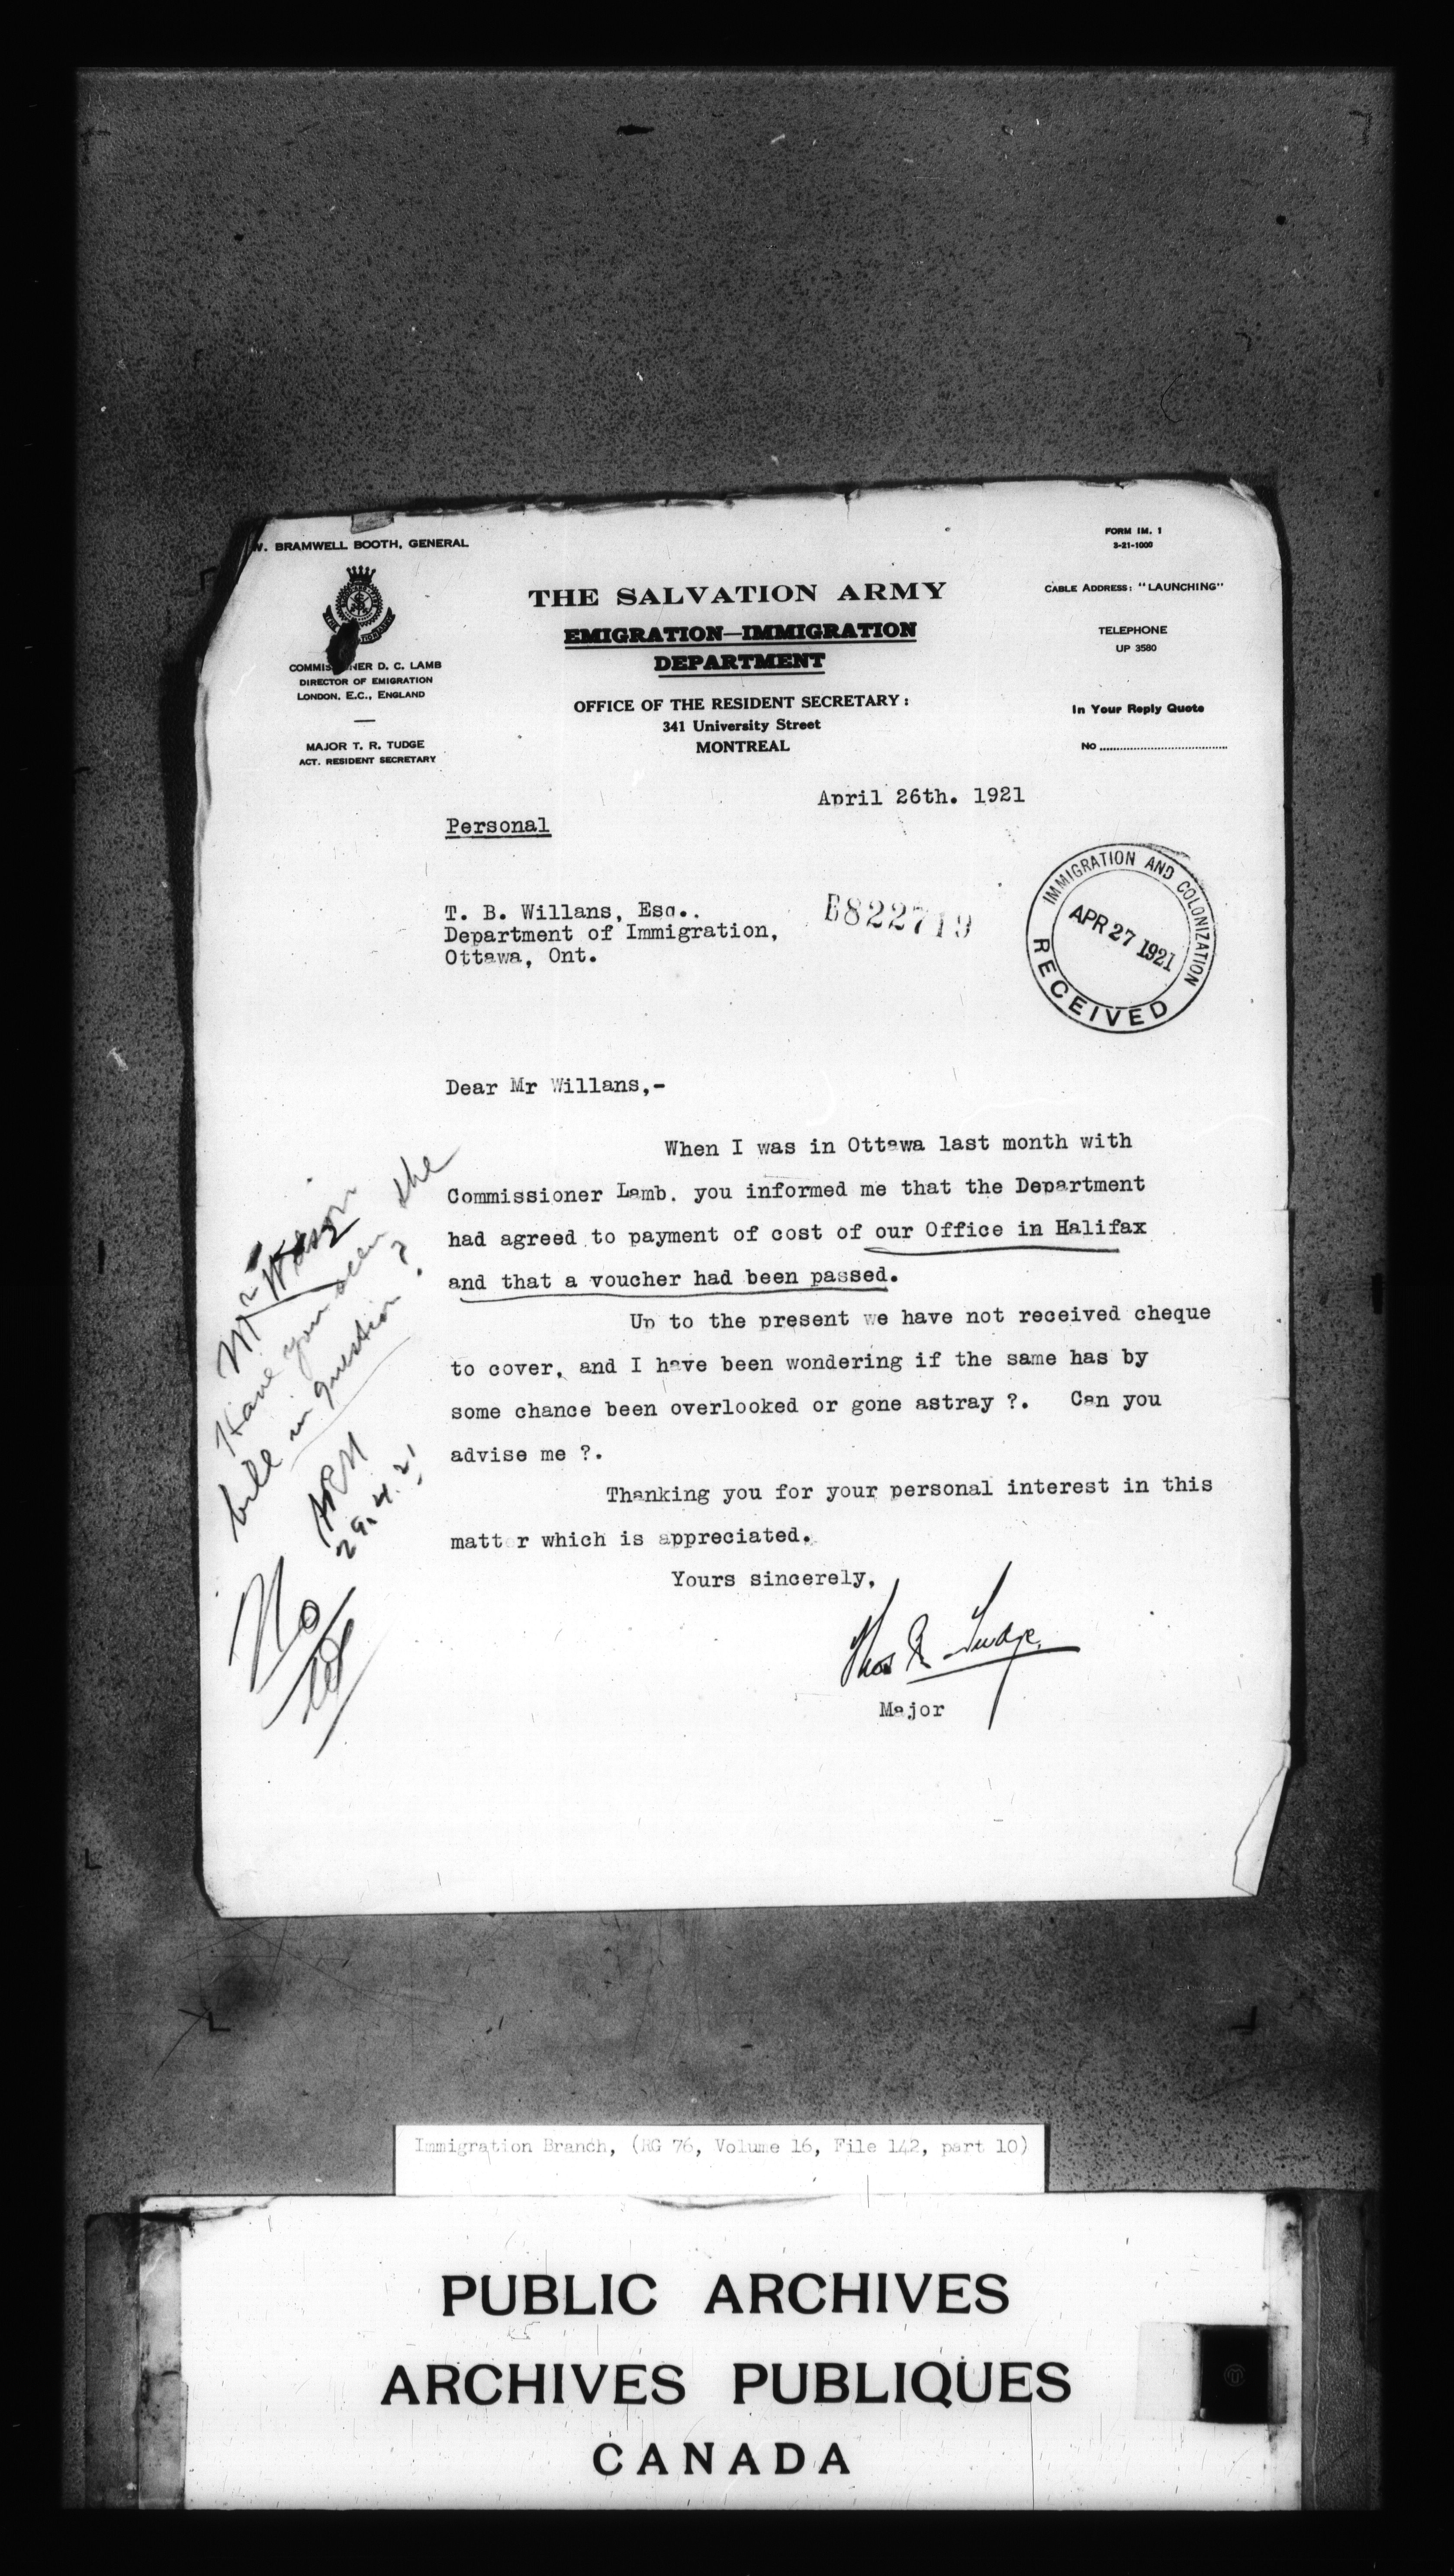 W. BRAMWELL BOOTH, GENERAL
COMMISSIONER D. C. LAMB
DIRECTOR OF EMIGRATION
LONDON, E.C., ENGLAND
MAJOR T. R. TUDGE
ACT. RESIDENT SECRETARY
THE SALVATION ARMY
EMIGRATION—IMMIGRATION
DEPARTMENT
OFFICE OF THE RESIDENT SECRETARY:
341 University Street
MONTREAL
FORM IM. 1
3-21-1000
CABLE ADDRESS: "LAUNCHING"
TELEPHONE
UP 3580
In Your Reply Quote
No
April 26th. 1921
Personal
T. B. Willans, Esq.,
Department of Immigration,
Ottawa, Ont.
B822719
IMMIGRATION AND COLONIZATION
APR 27 1921
RECEIVED
Dear Mr Willans,-
When I was in Ottawa last month with
Commissioner Lamb, you informed me that the Department
had agreed to payment of cost of our Office in Halifax
and that a voucher had been passed.
Up to the present we have not received cheque
to cover, and I have been wondering if the same has by
some chance been overlooked or gone astray ?. Can you
advise me ?.
Thanking you for your personal interest in this
matter which is appreciated.
Yours sincerely,
Thos R Tudge.
Major
Mr
Have you seen the
bill in question?
29.4.21
No
Immigration Branch, (RG 76, Volume 16, File 142, part 10)
PUBLIC ARCHIVES
ARCHIVES PUBLIQUES
CANADA